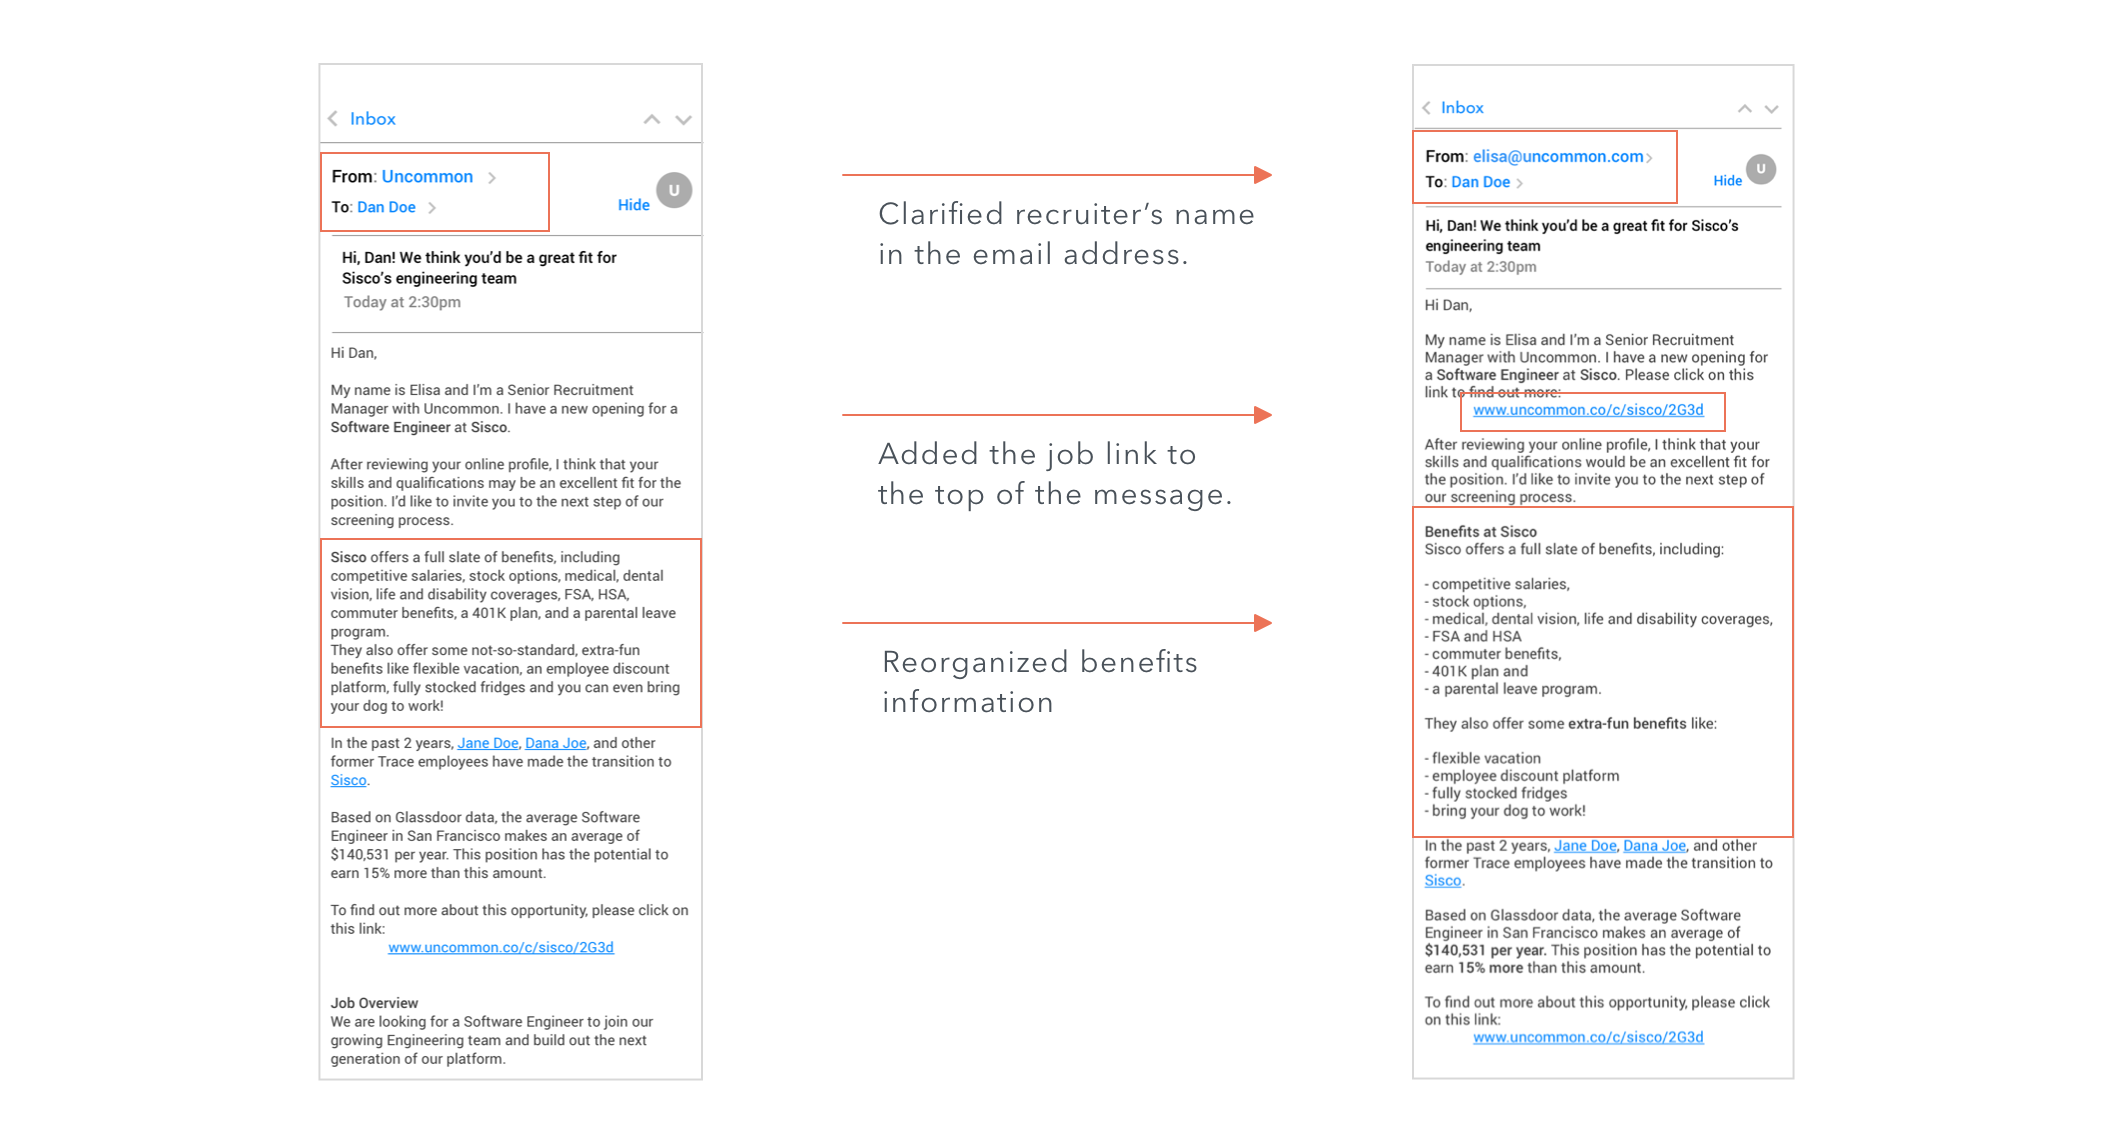 Inbox
From: Uncommon
To: Dan Doe
Hide
U
Hi, Dan! We think you'd be a great fit for
Sisco's engineering team
Today at 2:30pm
Hi Dan,
My name is Elisa and I'm a Senior Recruitment
Manager with Uncommon. I have a new opening for a
Software Engineer at Sisco.
After reviewing your online profile, I think that your
skills and qualifications may be an excellent fit for the
position. I'd like to invite you to the next step of our
screening process.
Sisco offers a full slate of benefits, including
competitive salaries, stock options, medical, dental
vision, life and disability coverages, FSA, HSA,
commuter benefits, a 401K plan, and a parental leave
program.
They also offer some not-so-standard, extra-fun
benefits like flexible vacation, an employee discount
platform, fully stocked fridges and you can even bring
your dog to work!
In the past 2 years, Jane Doe, Dana Joe, and other
former Trace employees have made the transition to
Sisco.
Based on Glassdoor data, the average Software
Engineer in San Francisco makes an average of
$140,531 per year. This position has the potential to
earn 15% more than this amount.
To find out more about this opportunity, please click on
this link:
www.uncommon.co/c/sisco/2G3d
Job Overview
We are looking for a Software Engineer to join our
growing Engineering team and build out the next
generation of our platform.
Clarified recruiter's name
in the email address.
Added the job link to
the top of the message.
Reorganized benefits
information
Inbox
From: elisa@uncommon.com
To: Dan Doe
Hide
U
Hi, Dan! We think you'd be a great fit for Sisco's
engineering team
Today at 2:30pm
Hi Dan,
My name is Elisa and I'm a Senior Recruitment
Manager with Uncommon. I have a new opening for
a Software Engineer at Sisco. Please click on this
link to find out more:
www.uncommon.co/c/sisco/2G3d
After reviewing your online profile, I think that your
skills and qualifications would be an excellent fit for
the position. I'd like to invite you to the next step of
our screening process.
Benefits at Sisco
Sisco offers a full slate of benefits, including:
- competitive salaries,
- stock options,
- medical, dental vision, life and disability coverages,
- FSA and HSA
- commuter benefits,
- 401K plan and
- a parental leave program.
They also offer some extra-fun benefits like:
- flexible vacation
- employee discount platform
- fully stocked fridges
- bring your dog to work!
In the past 2 years, Jane Doe, Dana Joe, and other
former Trace employees have made the transition to
Sisco.
Based on Glassdoor data, the average Software
Engineer in San Francisco makes an average of
$140,531 per year. This position has the potential to
earn 15% more than this amount.
To find out more about this opportunity, please click
on this link:
www.uncommon.co/c/sisco/2G3d